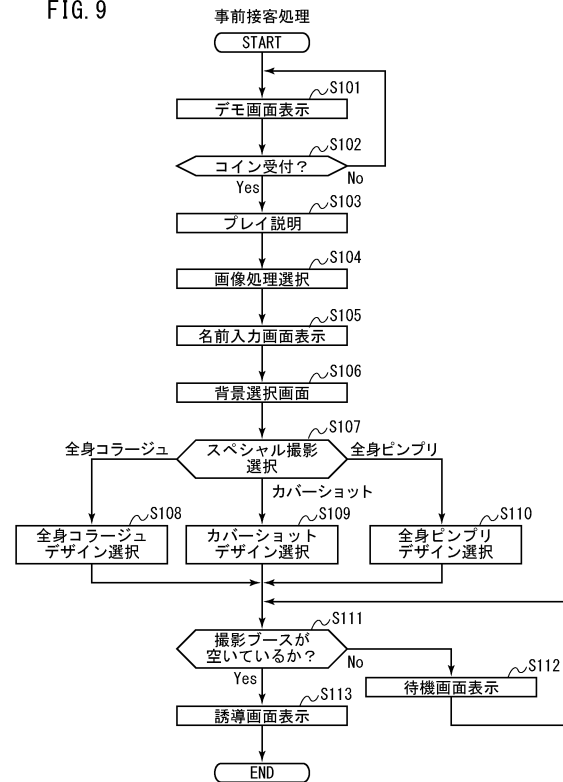 FIG. 9
事前接客処理
START
S101
デモ画面表示
S102
コイン受付？
No
Yes
S103
プレイ説明
S104
画像処理選択
S105
名前入力画面表示
S106
背景選択画面
S107
スペシャル撮影
選択
全身コラージュ
全身ピンプリ
カバーショット
S108
全身コラージュ
デザイン選択
S109
カバーショット
デザイン選択
S110
全身ピンプリ
デザイン選択
S111
撮影ブースが
空いているか？
No
Yes
S112
待機画面表示
S113
誘導画面表示
END